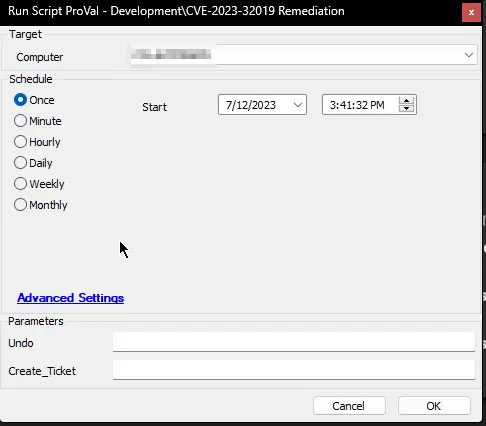 Run Script ProVal - Development\CVE-2023-32019 Remediation
x
Target
Computer
Schedule
Once
Start
7/12/2023
3:41:32 PM
Minute
Hourly
Daily
Weekly
Monthly
Advanced Settings
Parameters
Undo
Create_Ticket
Cancel
OK